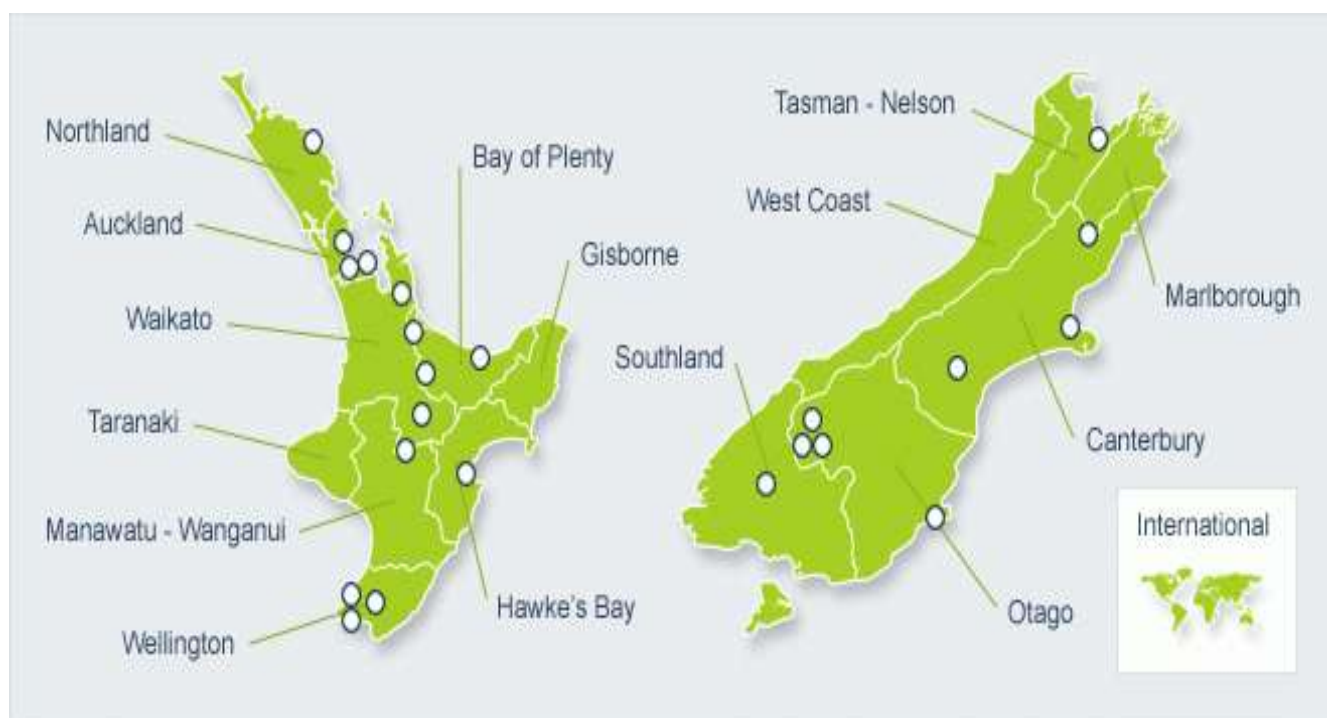 Northland
Auckland
Waikato
Taranaki
Manawatu - Wanganui
Wellington
Bay of Plenty
Gisborne
Hawke's Bay
Tasman - Nelson
West Coast
Southland
Marlborough
Canterbury
Otago
International